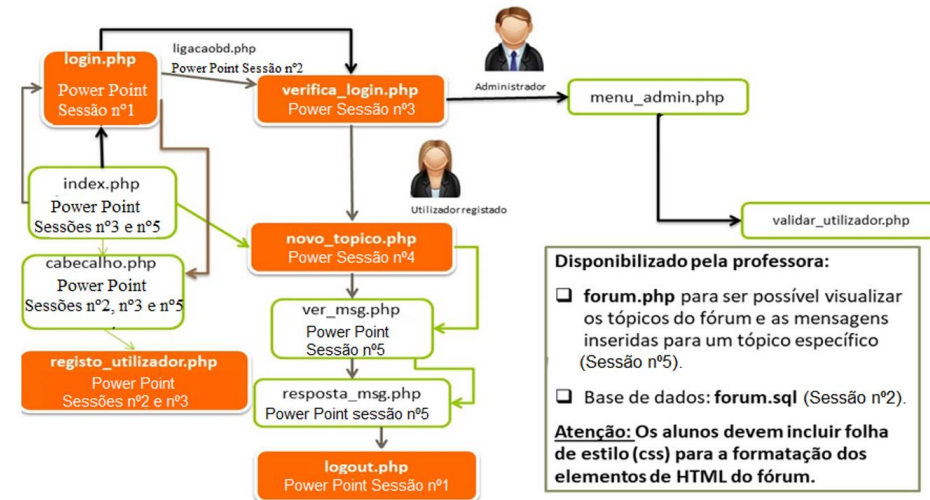 login.php
Power Point
Sessão nº1
ligacaobd.php
Power Point Sessão nº2
verifica_login.php
Power Sessão nº3
Administrador
menu_admin.php
index.php
Power Point
Sessões nº3 e nº5
Utilizador registado
validar_utilizador.php
novo_topico.php
Power Sessão nº4
cabecalho.php
Power Point
Sessões nº2, nº3 e nº5
ver_msg.php
Power Point
Sessão nº5
registo_utilizador.php
Power Point
Sessões nº2 e nº3
resposta_msg.php
Power Point sessão nº5
logout.php
Power Point Sessão nº1
Disponibilizado pela professora:
forum.php para ser possível visualizar
os tópicos do fórum e as mensagens
inseridas para um tópico específico
(Sessão nº5).
Base de dados: forum.sql (Sessão nº2).
Atenção: Os alunos devem incluir folha
de estilo (css) para a formatação dos
elementos de HTML do fórum.